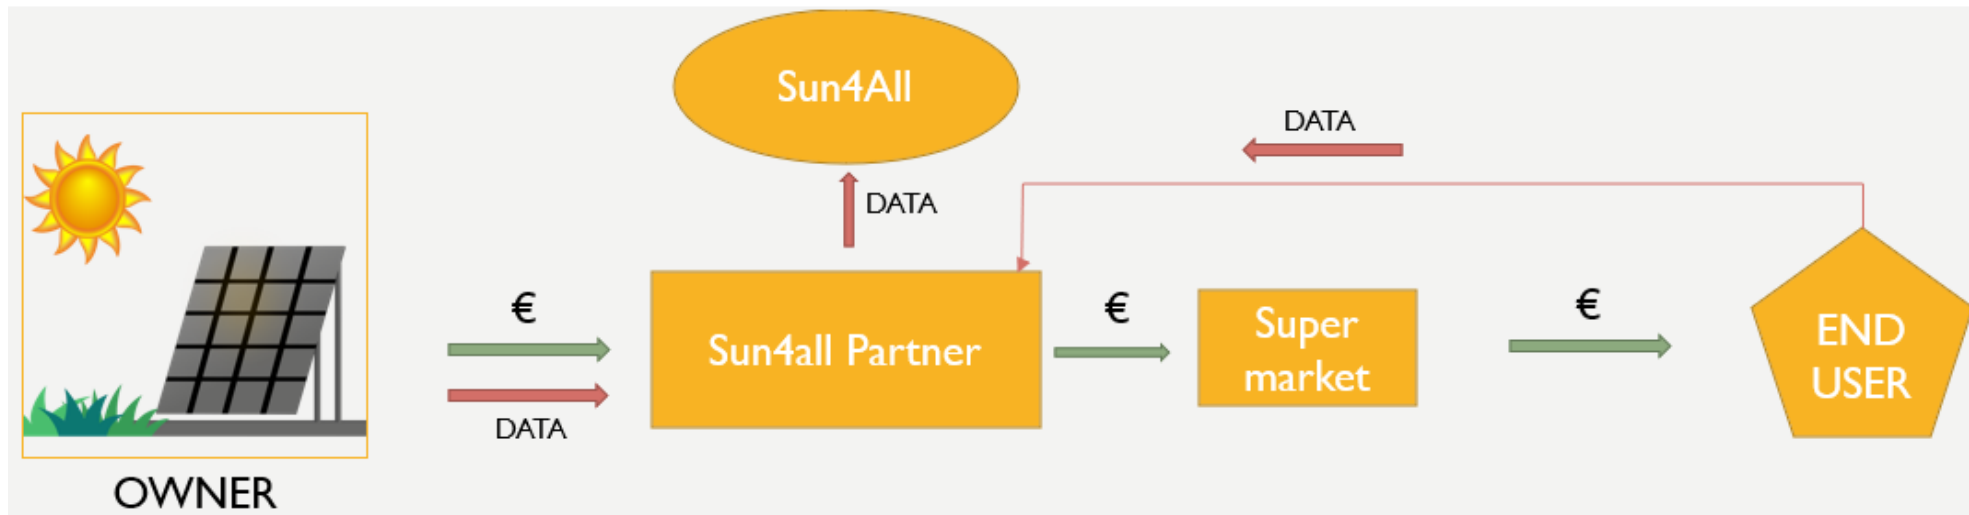 Sun4All
DATA
DATA
€
€
€
Sun4all Partner
Super
market
END
USER
DATA
OWNER